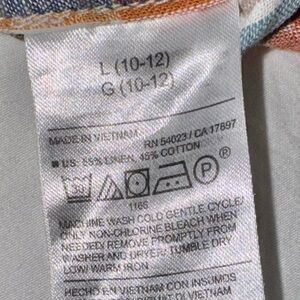 L (10-12)
G (10-12)
MADE IN VIETNAM
RN 54023 / CA 17897
US: 55% LINEN, 45% COTTON
30
P
1166
MACHINE WASH COLD GENTLE CYCLE/
ONLY NON-CHLORINE BLEACH WHEN
NEEDED/ REMOVE PROMPTLY FROM
WASHER AND DRYER/ TUMBLE DRY
LOW/ WARM IRON
HECHO EN VIETNAM CON INSUMOS
VIETNAM